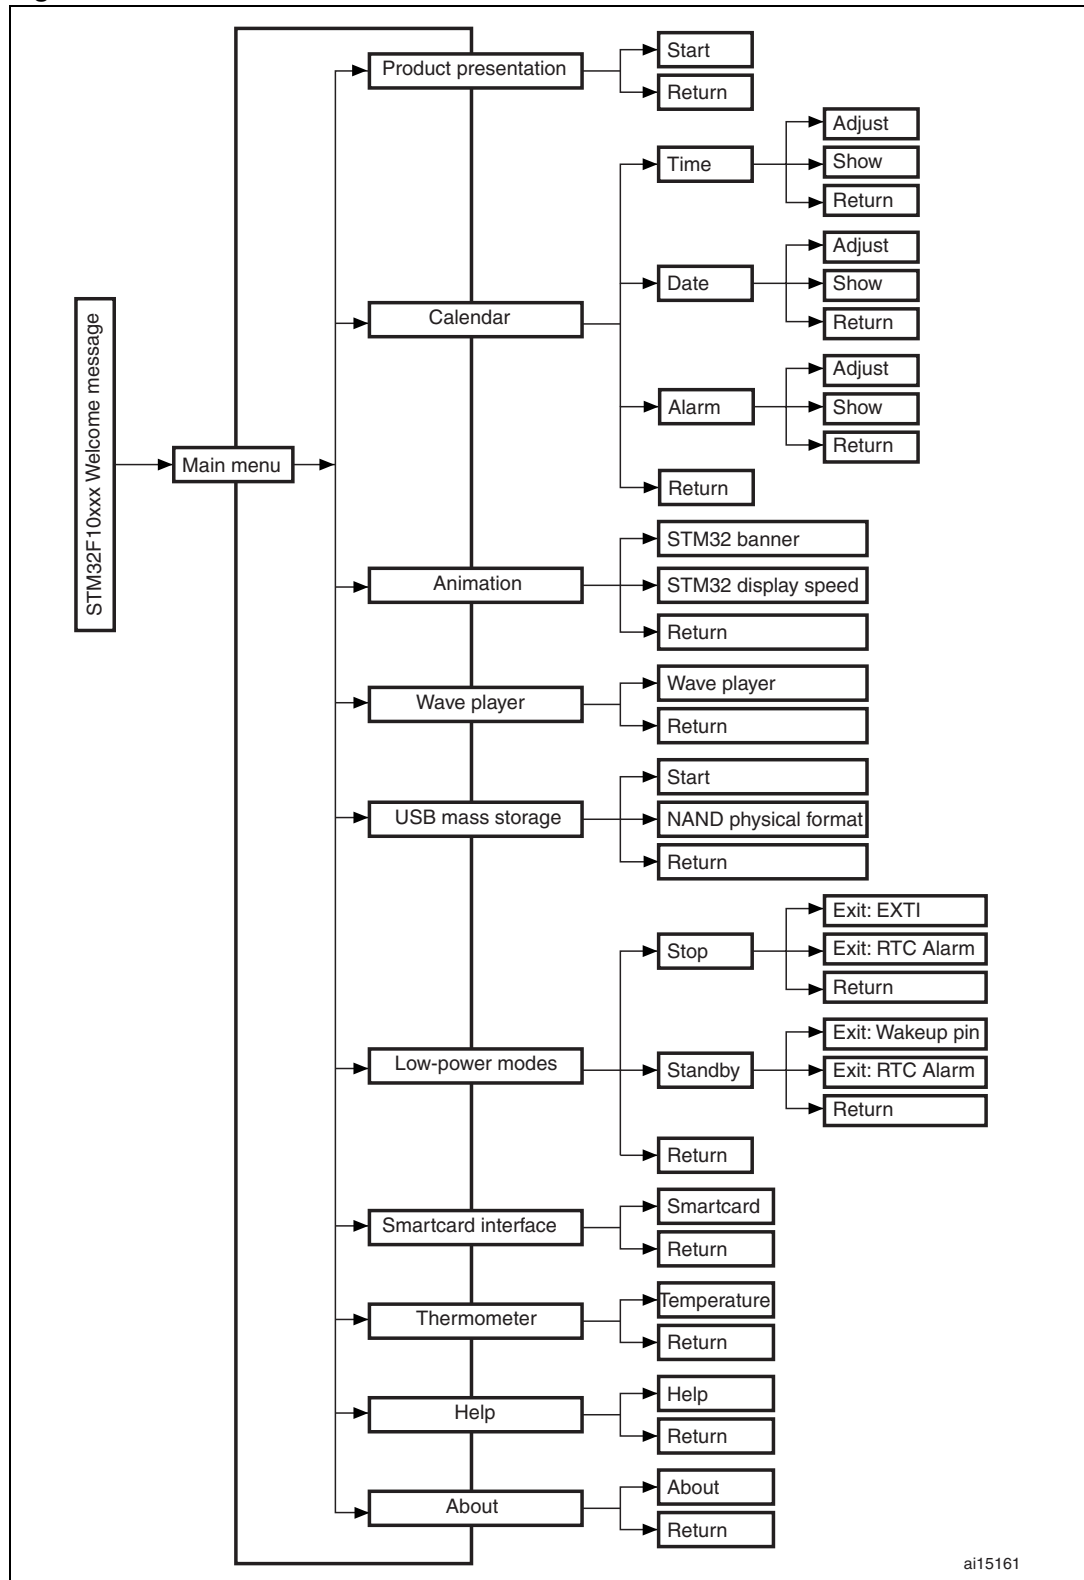 Product presentation
Start
Return
Calendar
Time
Adjust
Show
Return
Date
Adjust
Show
Return
Alarm
Adjust
Show
Return
Return
STM32F10xxx Welcome message
Main menu
Animation
STM32 banner
STM32 display speed
Return
Wave player
Wave player
Return
USB mass storage
Start
NAND physical format
Return
Low-power modes
Stop
Exit: EXTI
Exit: RTC Alarm
Return
Standby
Exit: Wakeup pin
Exit: RTC Alarm
Return
Return
Smartcard interface
Smartcard
Return
Thermometer
Temperature
Return
Help
Help
Return
About
About
Return
ai15161